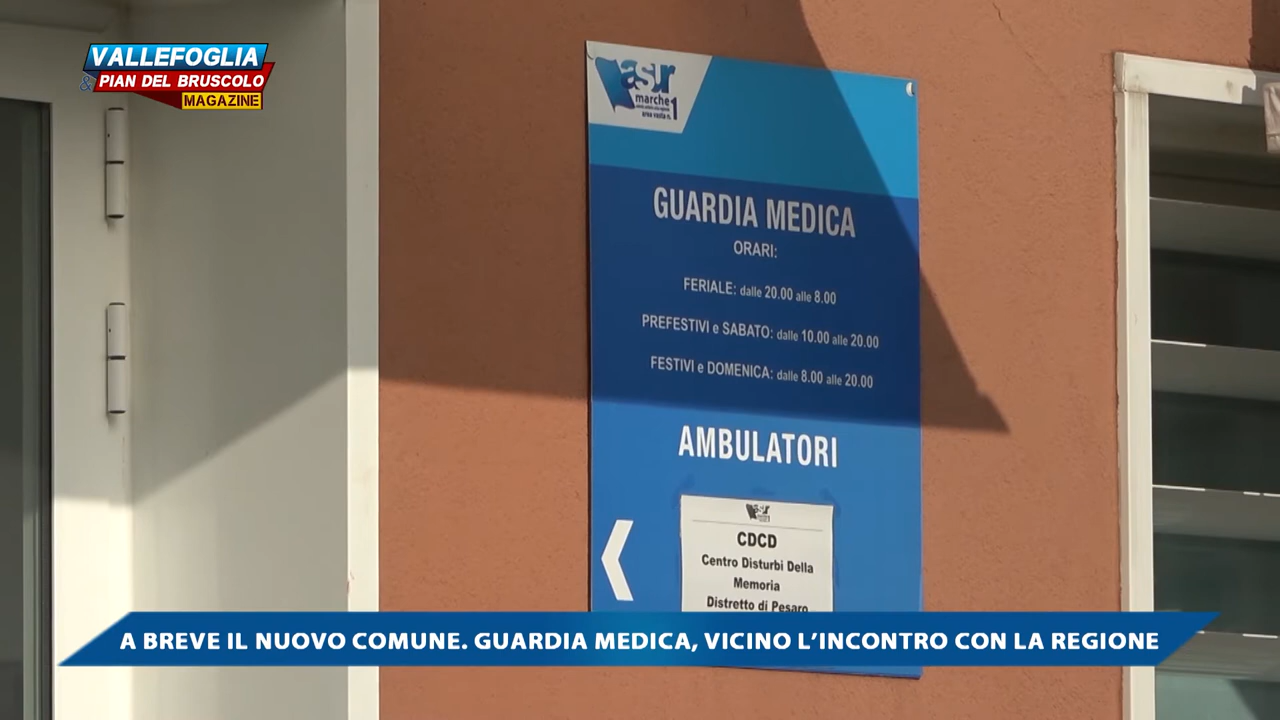 VALLEFOGLIA
& PIAN DEL BRUSCOLO
MAGAZINE
asur
marche 1
area vasta n.
GUARDIA MEDICA
ORARI:
FERIALE: dalle 20.00 alle 8.00
PREFESTIVI e SABATO: dalle 10.00 alle 20.00
FESTIVI e DOMENICA: dalle 8.00 alle 20.00
AMBULATORI
CDCD
Centro Disturbi Della
Memoria
Distretto di Pesaro
A BREVE IL NUOVO COMUNE. GUARDIA MEDICA, VICINO L'INCONTRO CON LA REGIONE